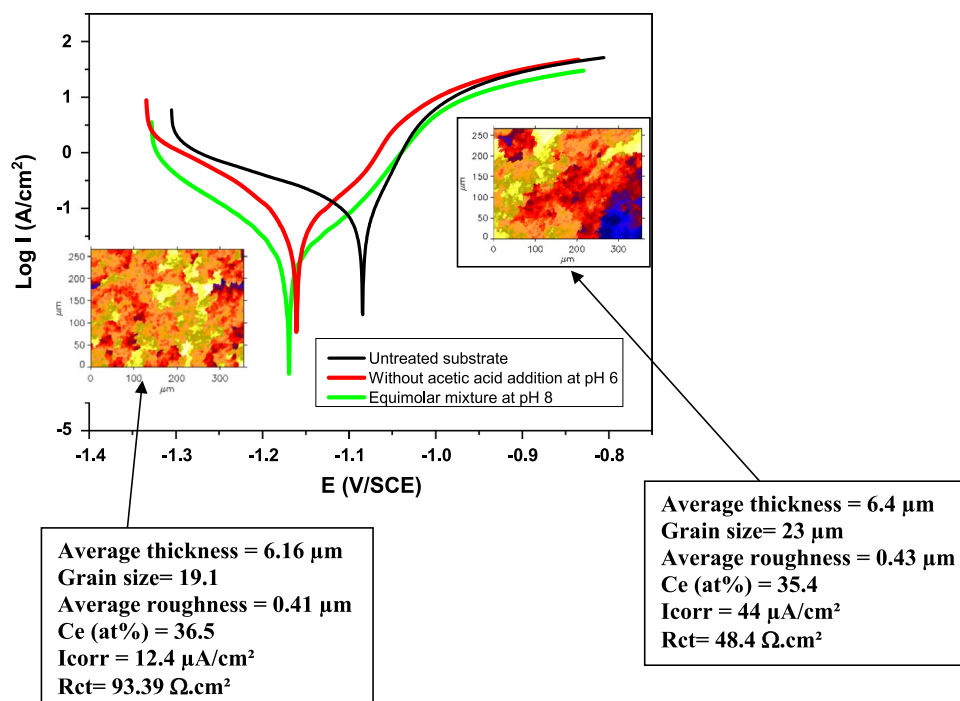 2
1
0
-1
-5
Log I (A/cm²)
-1.4 -1.3 -1.2 -1.1 -1.0 -0.9 -0.8
E (V/SCE)
250
200
150
100
50
0
μm
0 100 200 300
μm
250
200
150
100
50
0
μm
0 100 200 300
μm
Untreated substrate
Without acetic acid addition at pH 6
Equimolar mixture at pH 8
Average thickness = 6.16 μm
Grain size= 19.1
Average roughness = 0.41 μm
Ce (at%) = 36.5
Icorr = 12.4 μA/cm²
Rct= 93.39 Ω.cm²
Average thickness = 6.4 μm
Grain size= 23 μm
Average roughness = 0.43 μm
Ce (at%) = 35.4
Icorr = 44 μA/cm²
Rct= 48.4 Ω.cm²